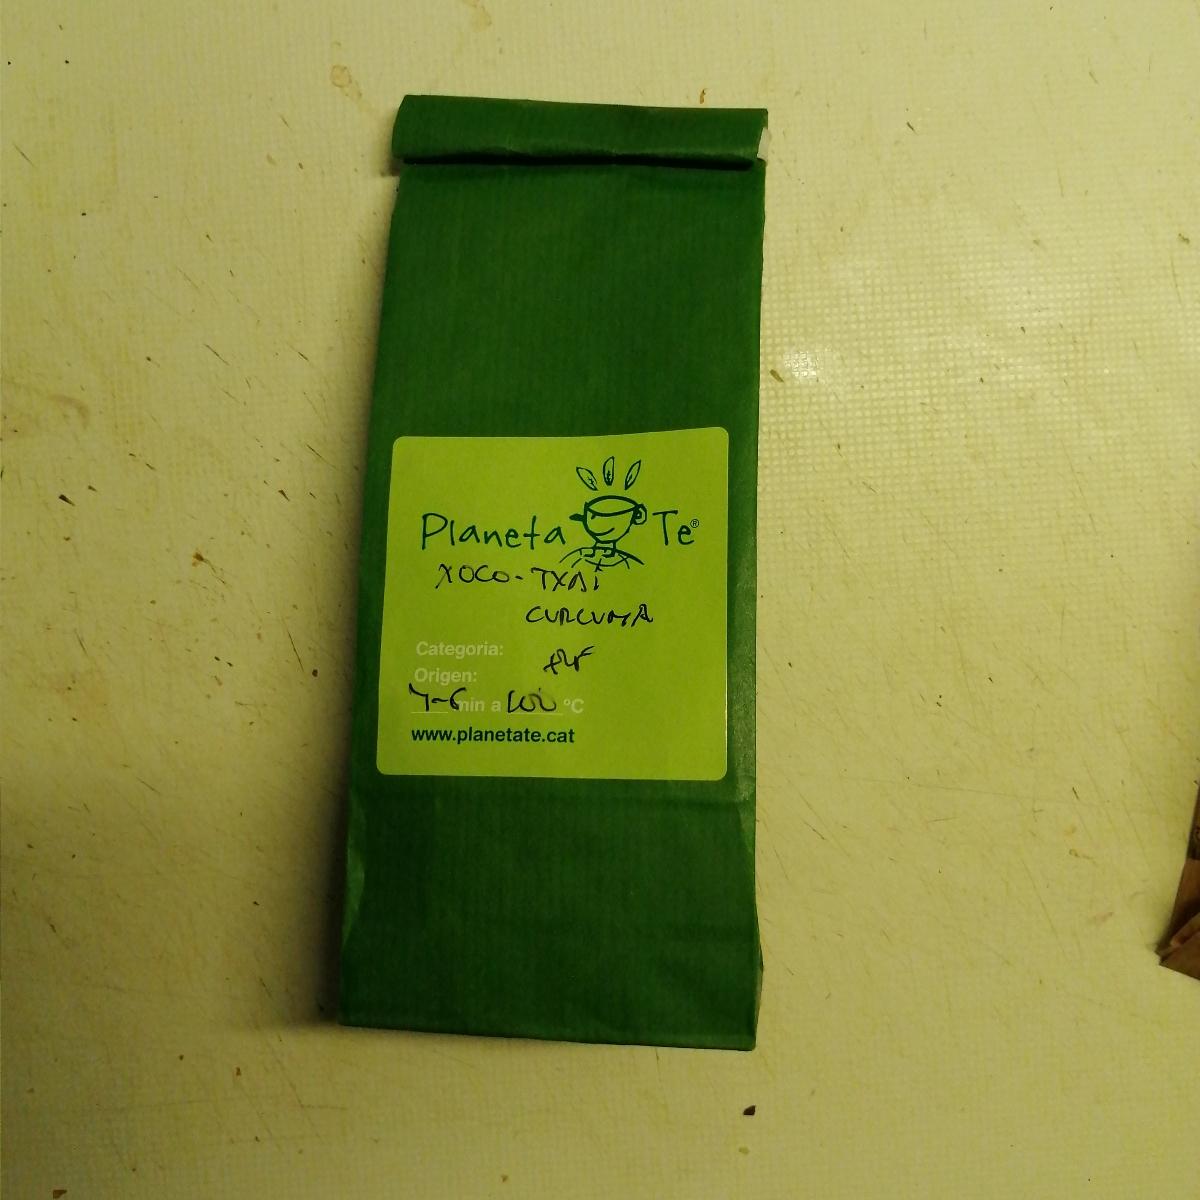 Planeta Te®
XOCO-TXAI
CURCUMA
Categoria:
Origen:
min a 100 °C
www.planetate.cat